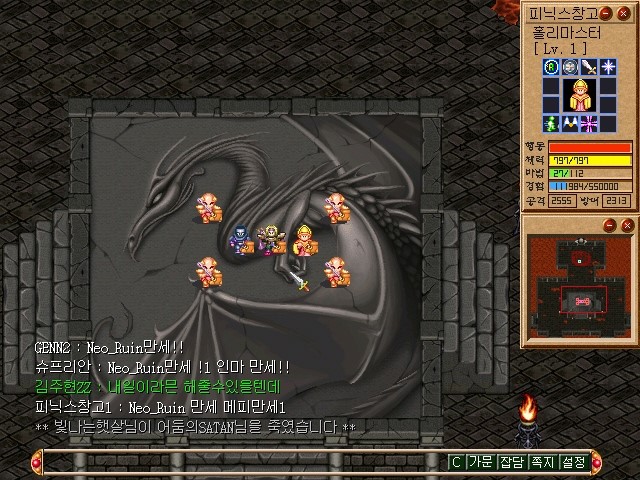 피닉스창고
홀리마스터
[ Lv. 1 ]
행동
체력 797/797
마법 27/112
경험 111984/550000
공격 2555 방어 2313
GENN2 : Neo_Ruin만세!!
슈프리안 : Neo_Ruin만세 !1 인마 만세!!
김주현ZZ : 내일이라믄 해줄수있을텐데
피닉스창고1 : Neo_Ruin 만세 메피만세1
** 빛나는햇살님이 어둠의SATAN님을 죽였습니다 **
C 가문 잡담 쪽지 설정